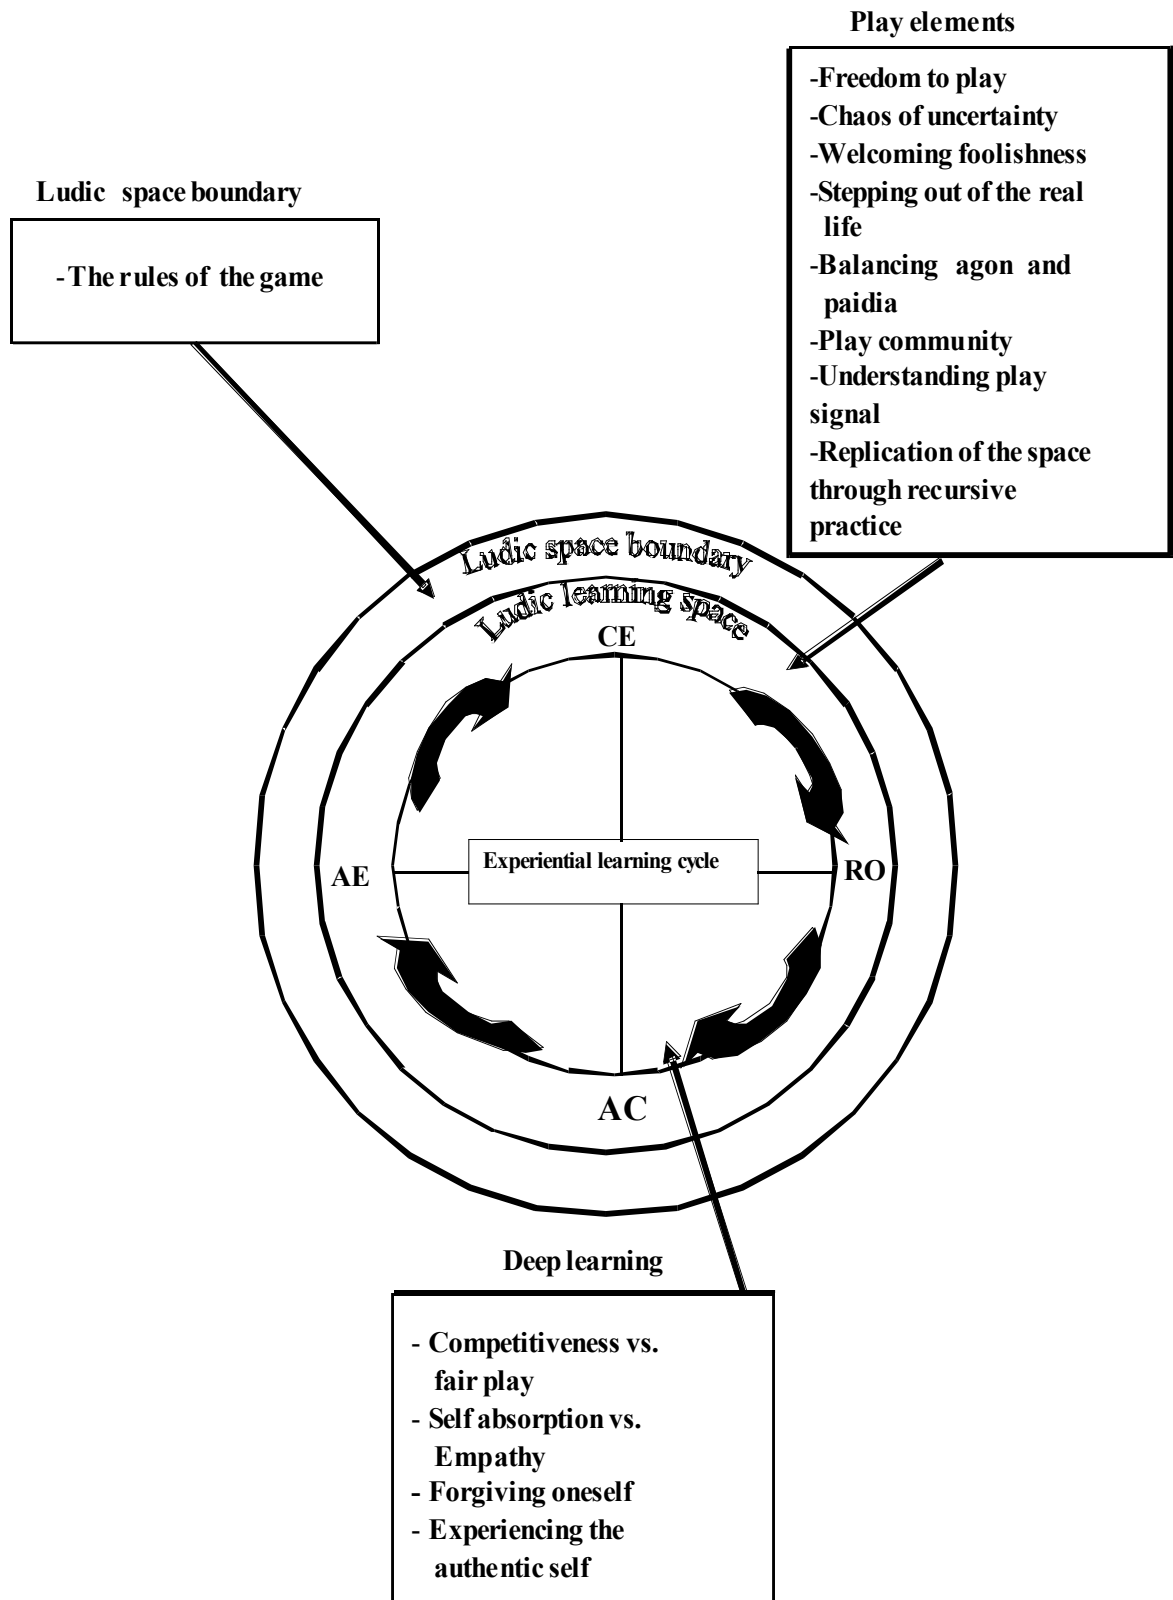 Play elements
-Freedom to play
-Chaos of uncertainty
-Welcoming foolishness
-Stepping out of the real
life
-Balancing agon and
paidia
-Play community
-Understanding play
signal
-Replication of the space
through recursive
practice
Ludic space boundary
-The rules of the game
Ludic space boundary
Ludic learning space
CE
Experiential learning cycle
AE
RO
AC
Deep learning
- Competitiveness vs.
fair play
- Self absorption vs.
Empathy
- Forgiving oneself
- Experiencing the
authentic self